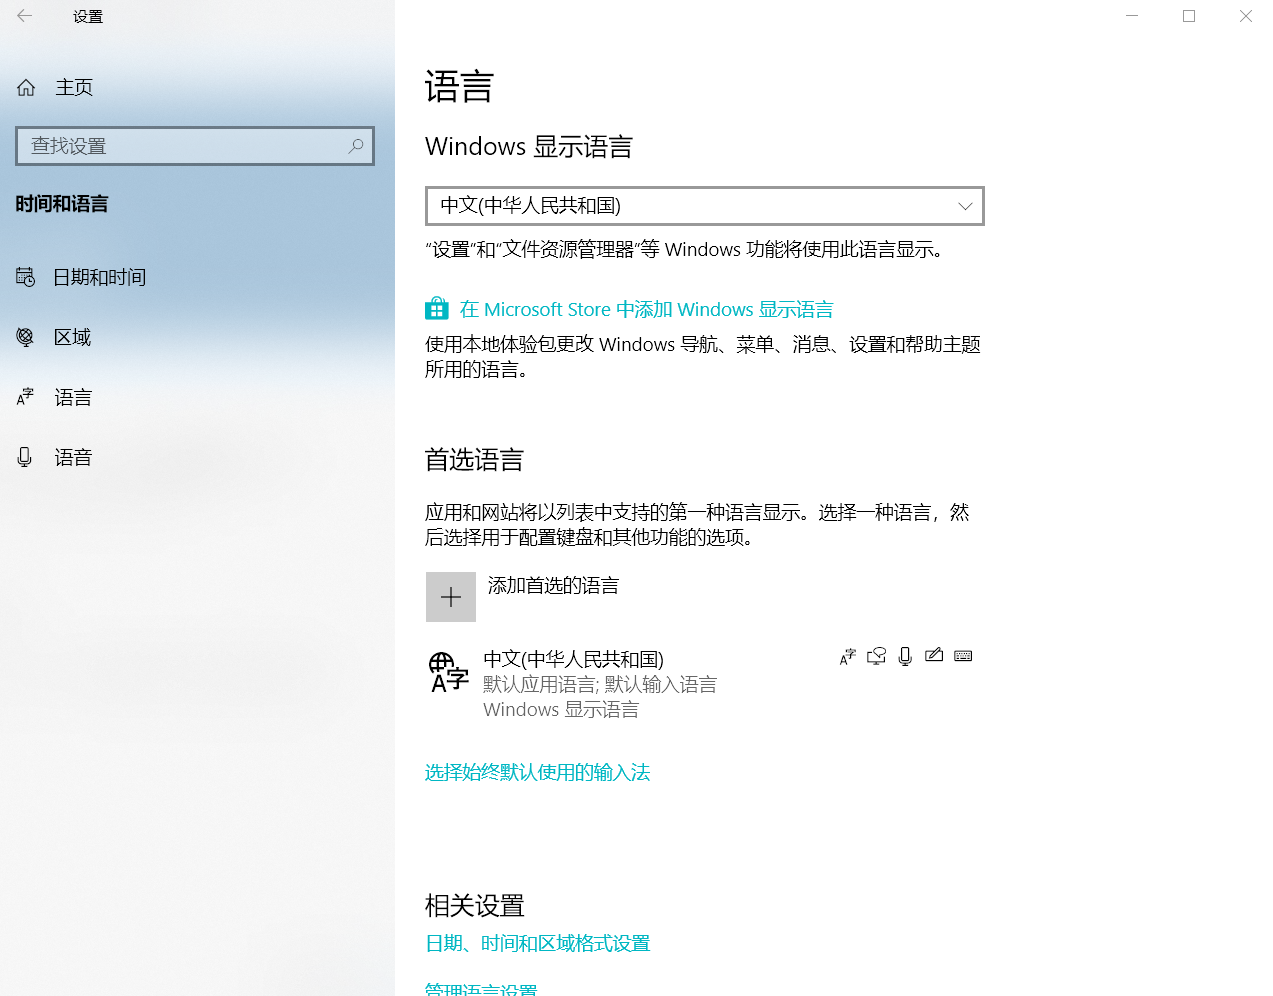 设置
主页
查找设置
时间和语言
日期和时间
区域
语言
语音
语言
Windows 显示语言
中文(中华人民共和国)
“设置”和“文件资源管理器”等 Windows 功能将使用此语言显示。
在 Microsoft Store 中添加 Windows 显示语言
使用本地体验包更改 Windows 导航、菜单、消息、设置和帮助主题
所用的语言。
首选语言
应用和网站将以列表中支持的第一种语言显示。选择一种语言，然
后选择用于配置键盘和其他功能的选项。
添加首选的语言
中文(中华人民共和国)
默认应用语言; 默认输入语言
Windows 显示语言
选择始终默认使用的输入法
相关设置
日期、时间和区域格式设置
管理语言设置